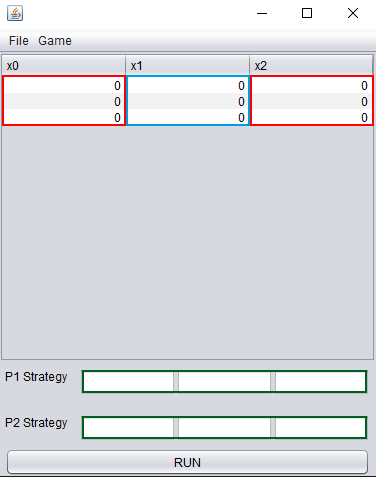 File Game
x0 x1 x2
0 0 0
0 0 0
0 0 0
P1 Strategy
P2 Strategy
RUN